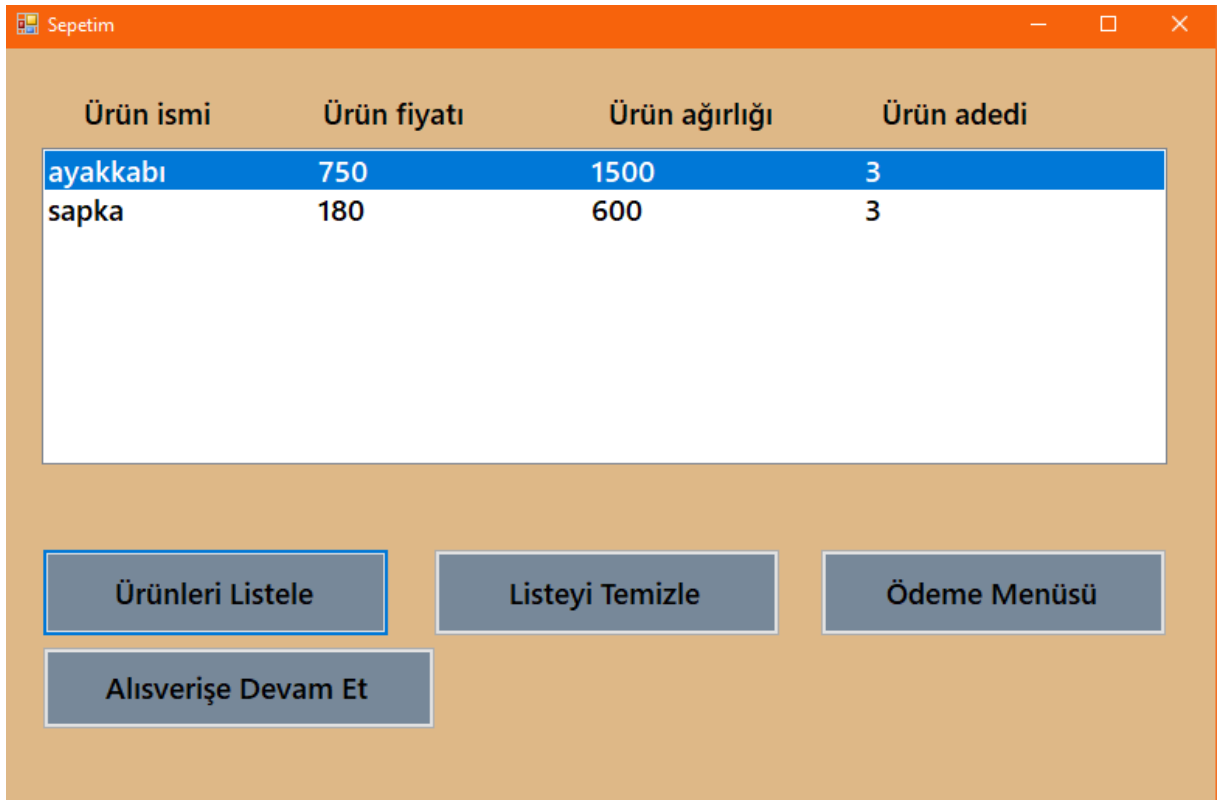 Sepetim
Ürün ismi Ürün fiyatı Ürün ağırlığı Ürün adedi
ayakkabı 750 1500 3
sapka 180 600 3
Ürünleri Listele Listeyi Temizle Ödeme Menüsü
Alısverişe Devam Et